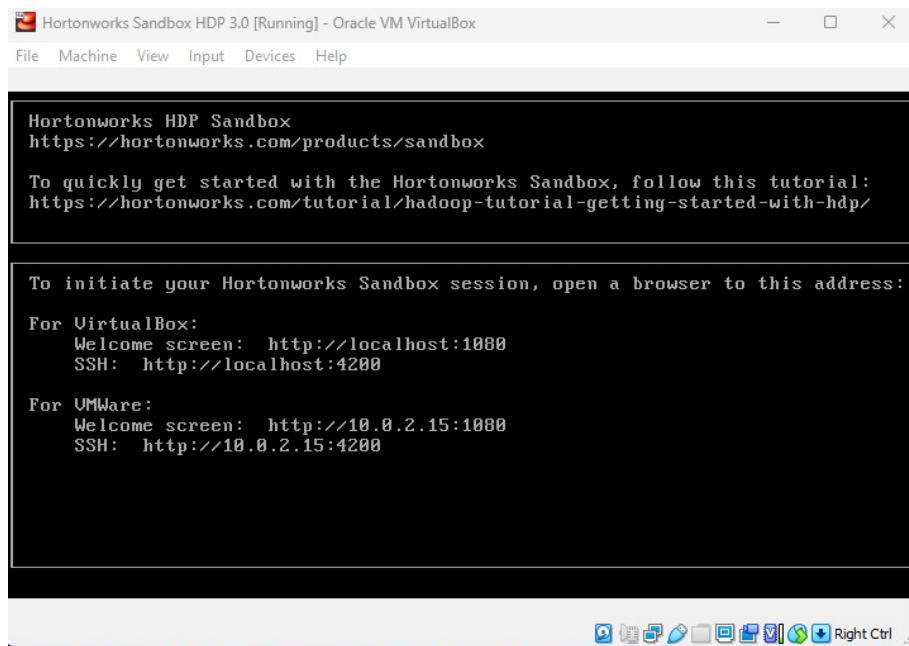 Hortonworks Sandbox HDP 3.0 [Running] - Oracle VM VirtualBox
File Machine View Input Devices Help
Hortonworks HDP Sandbox
https://hortonworks.com/products/sandbox
To quickly get started with the Hortonworks Sandbox, follow this tutorial:
https://hortonworks.com/tutorial/hadoop-tutorial-getting-started-with-hdp/
To initiate your Hortonworks Sandbox session, open a browser to this address:
For VirtualBox:
Welcome screen: http://localhost:1080
SSH: http://localhost:4200
For VMWare:
Welcome screen: http://10.0.2.15:1080
SSH: http://10.0.2.15:4200
Right Ctrl